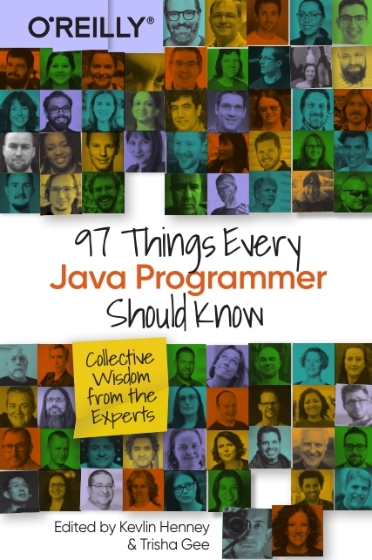 O'REILLY®
97 Things Every
Java Programmer
Should Know
Collective
Wisdom
from the
Experts
Edited by Kevlin Henney
& Trisha Gee